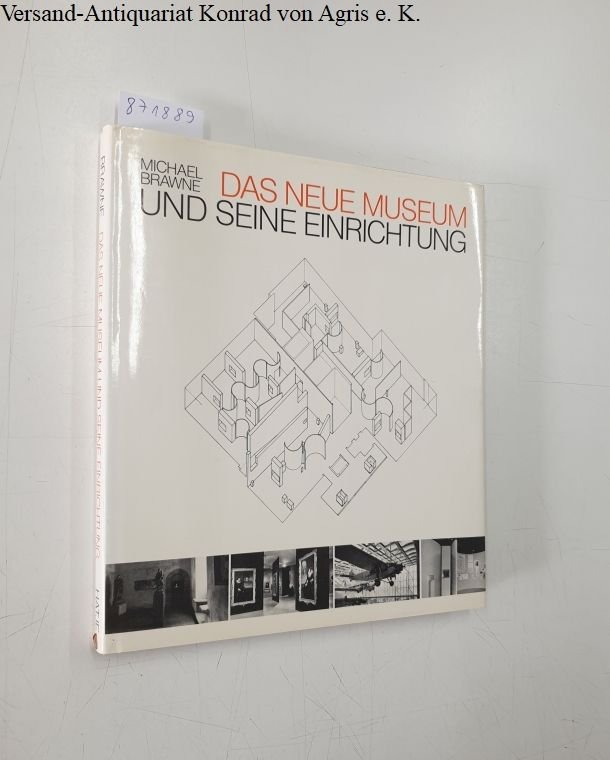 Versand-Antiquariat Konrad von Agris e. K.
871889
MICHAEL
BRAWNE
DAS NEUE MUSEUM
UND SEINE EINRICHTUNG
BRAWNE DAS NEUE MUSEUM UND SEINE EINRICHTUNG HATJE